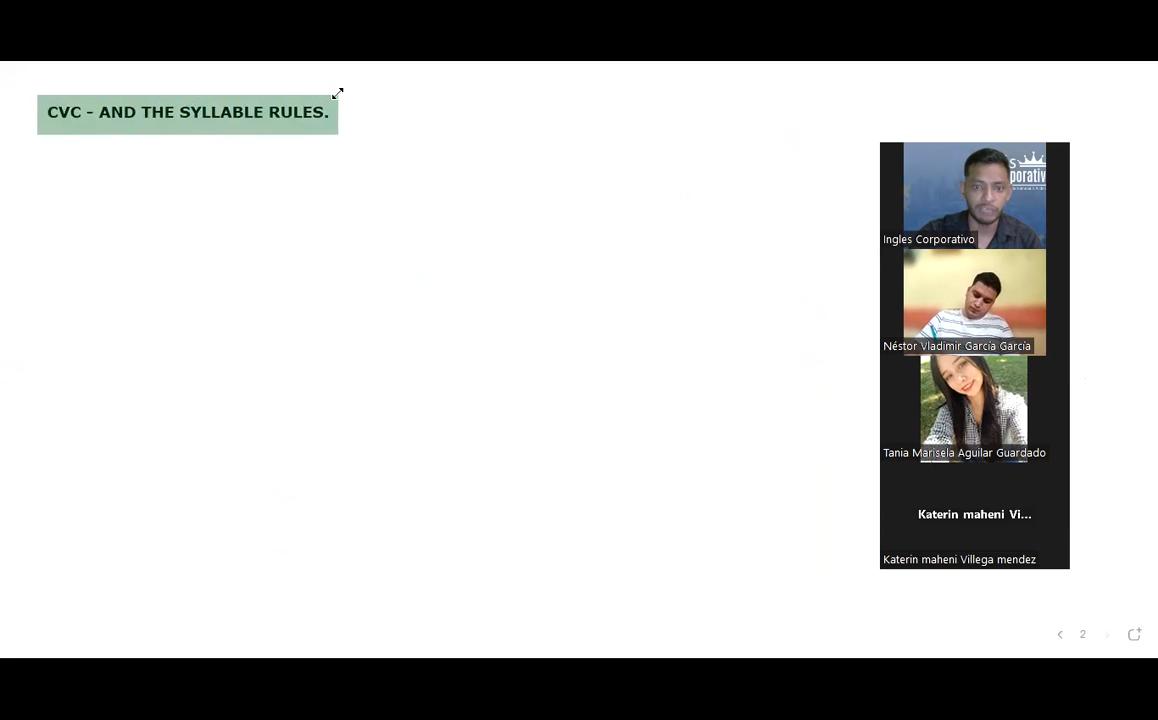 CVC - AND THE SYLLABLE RULES.
S
porativ
Ingles Corporativo
Néstor Vladimir García García
Tania Marisela Aguilar Guardado
Katerin maheni Vi...
Katerin maheni Villega mendez
2